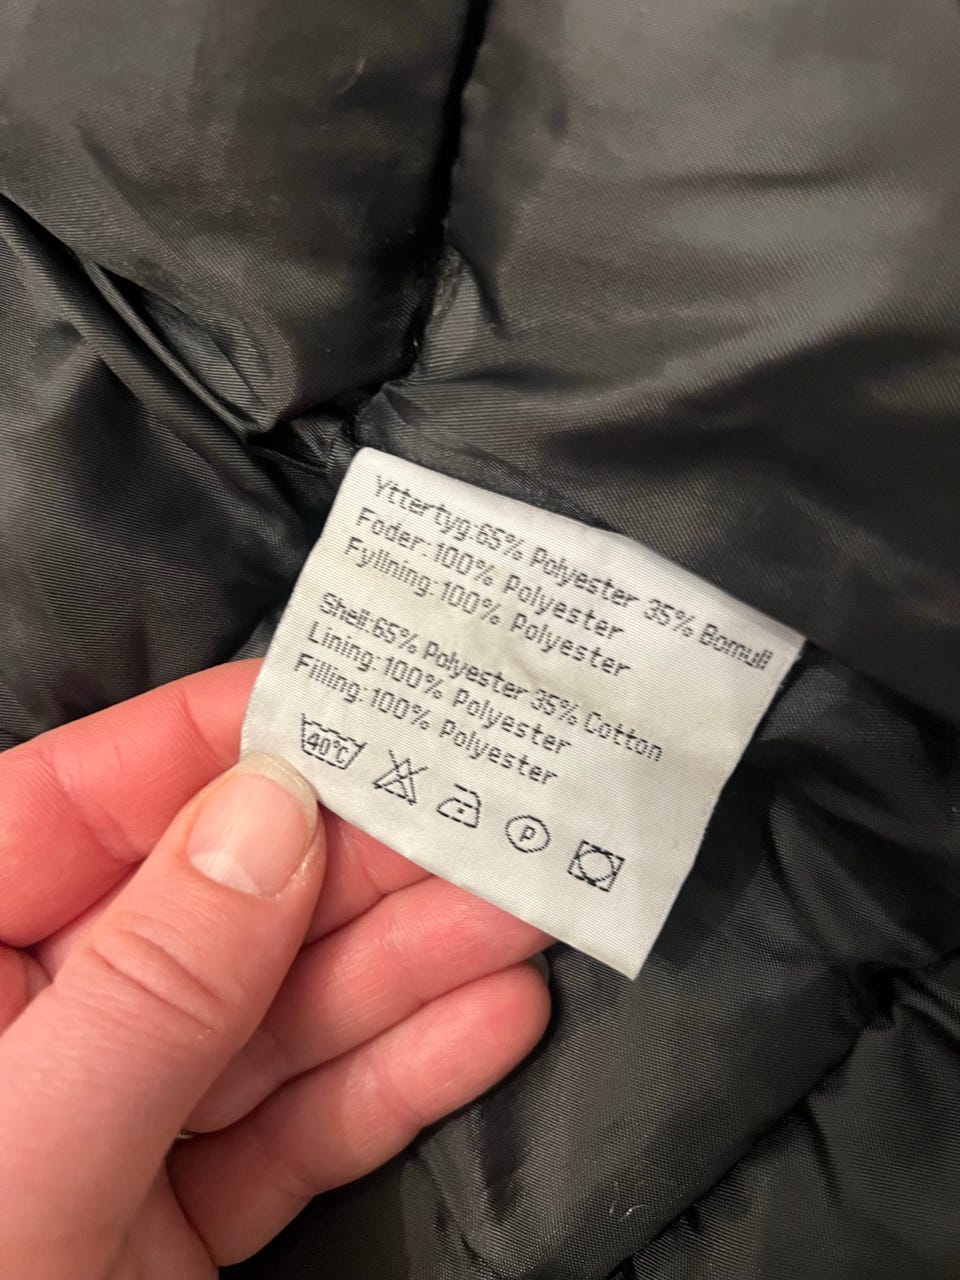 Yttertyg:65% Polyester 35% Bomull
Foder:100% Polyester
Fyllning:100% Polyester
Shell:65% Polyester 35% Cotton
Lining:100% Polyester
Filling:100% Polyester
40°C
P